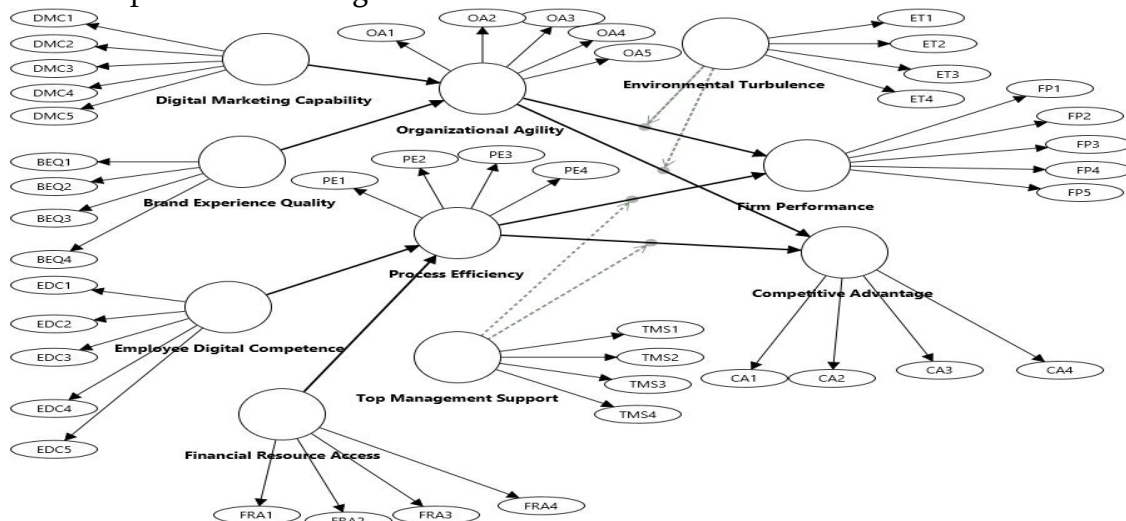 DMC1
DMC2
DMC3
DMC4
DMC5
Digital Marketing Capability
OA1
OA2
OA3
OA4
OA5
Organizational Agility
ET1
ET2
ET3
ET4
Environmental Turbulence
BEQ1
BEQ2
BEQ3
BEQ4
Brand Experience Quality
PE1
PE2
PE3
PE4
Process Efficiency
FP1
FP2
FP3
FP4
FP5
Firm Performance
EDC1
EDC2
EDC3
EDC4
EDC5
Employee Digital Competence
TMS1
TMS2
TMS3
TMS4
Top Management Support
Competitive Advantage
CA1
CA2
CA3
CA4
Financial Resource Access
FRA1
FRA2
FRA3
FRA4